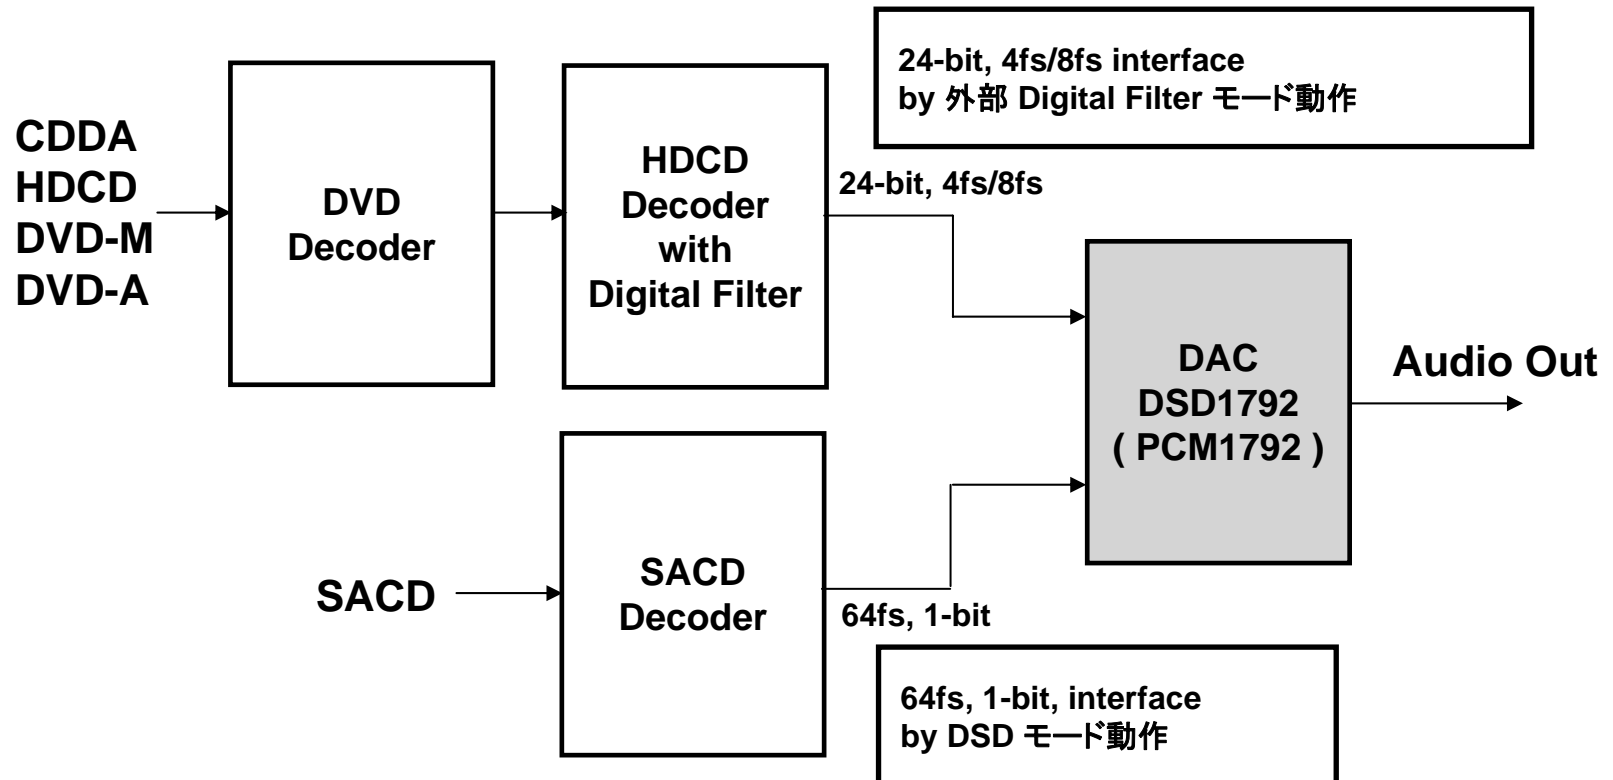 24-bit, 4fs/8fs interface
by 外部 Digital Filter モード動作
CDDA
HDCD
DVD-M
DVD-A
DVD
Decoder
HDCD
Decoder
with
Digital Filter
24-bit, 4fs/8fs
DAC
DSD1792
( PCM1792 )
Audio Out
SACD
SACD
Decoder
64fs, 1-bit
64fs, 1-bit, interface
by DSD モード動作